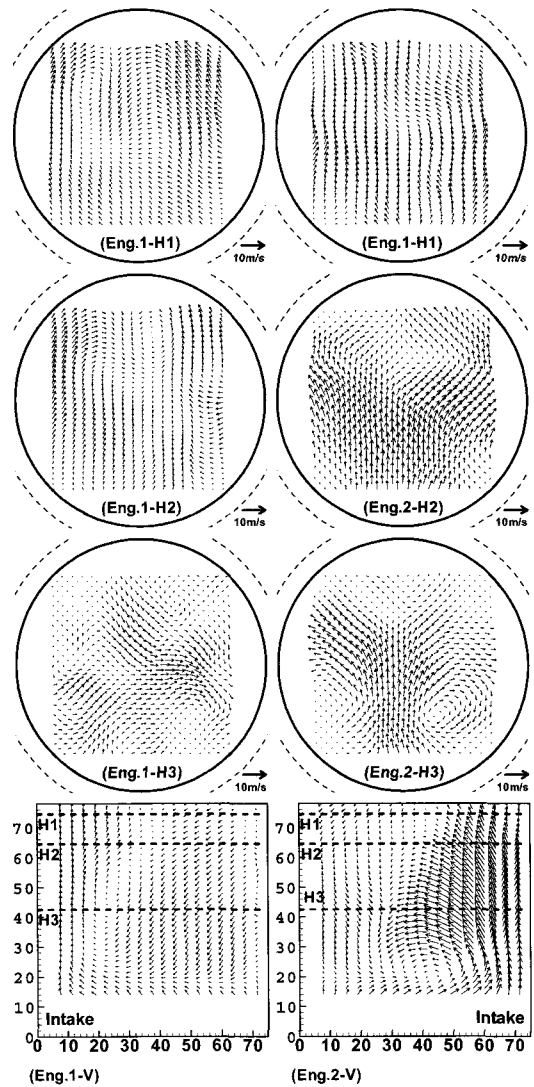 (Eng.1-H1)
10m/s
(Eng.1-H1)
10m/s
(Eng.1-H2)
10m/s
(Eng.2-H2)
10m/s
(Eng.1-H3)
10m/s
(Eng.2-H3)
10m/s
70
60
50
40
30
20
10
0
H1
H2
H3
Intake
0 10 20 30 40 50 60 70
(Eng.1-V)
70
60
50
40
30
20
10
0
H1
H2
H3
Intake
0 10 20 30 40 50 60 70
(Eng.2-V)